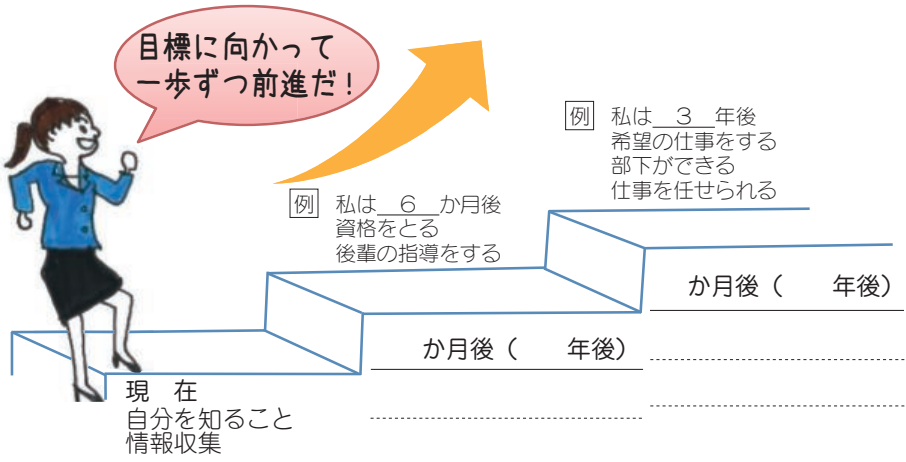 目標に向かって
一歩ずつ前進だ!
例 私は 3 年後
希望の仕事をする
部下ができる
仕事を任せられる
例 私は 6 か月後
資格をとる
後輩の指導をする
か月後( 年後)
か月後( 年後)
現 在
自分を知ること
情報収集